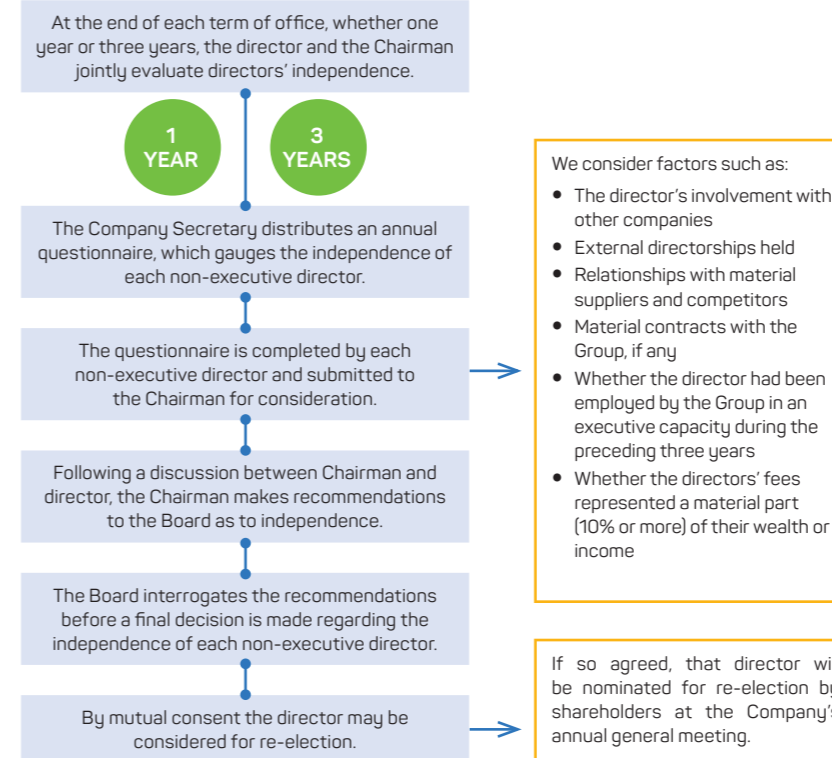 At the end of each term of office, whether one
year or three years, the director and the Chairman
jointly evaluate directors' independence.
1
YEAR
3
YEARS
The Company Secretary distributes an annual
questionnaire, which gauges the independence of
each non-executive director.
The questionnaire is completed by each
non-executive director and submitted to
the Chairman for consideration.
Following a discussion between Chairman and
director, the Chairman makes recommendations
to the Board as to independence.
The Board interrogates the recommendations
before a final decision is made regarding the
independence of each non-executive director.
By mutual consent the director may be
considered for re-election.
We consider factors such as:
• The director's involvement with
other companies
• External directorships held
• Relationships with material
suppliers and competitors
• Material contracts with the
Group, if any
• Whether the director had been
employed by the Group in an
executive capacity during the
preceding three years
• Whether the directors' fees
represented a material part
(10% or more) of their wealth or
income
If so agreed, that director wi
be nominated for re-election by
shareholders at the Company's
annual general meeting.